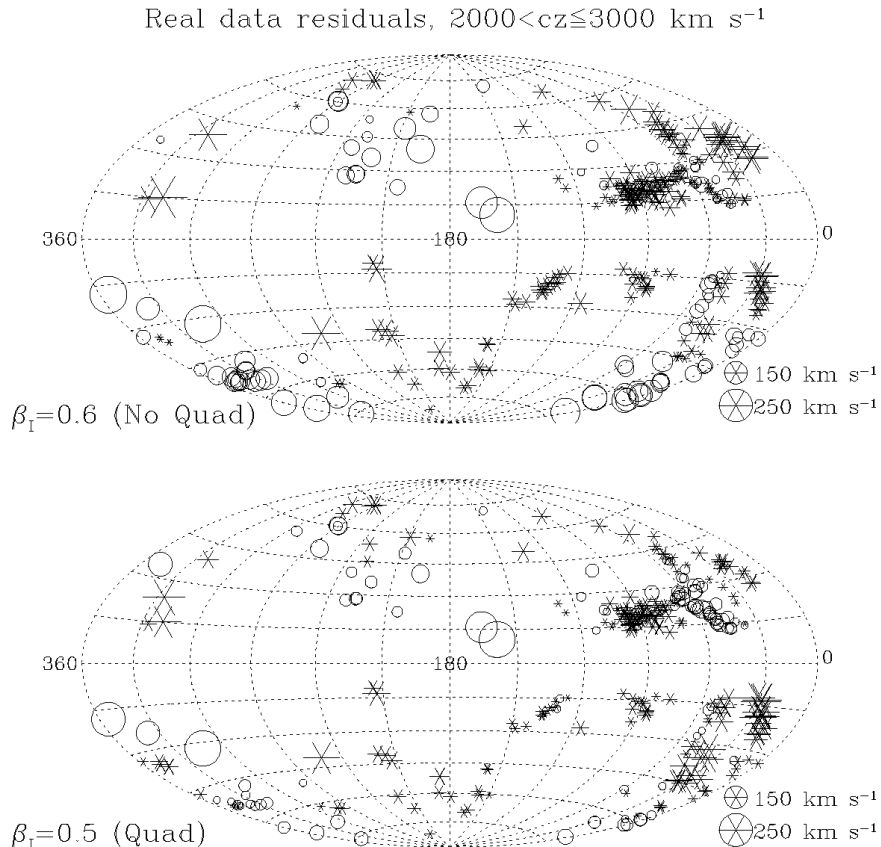 Real data residuals, 2000<cz≦3000 km s⁻¹
360
180
0
150 km s⁻¹
250 km s⁻¹
β_I=0.6 (No Quad)
360
180
0
150 km s⁻¹
250 km s⁻¹
β_I=0.5 (Quad)